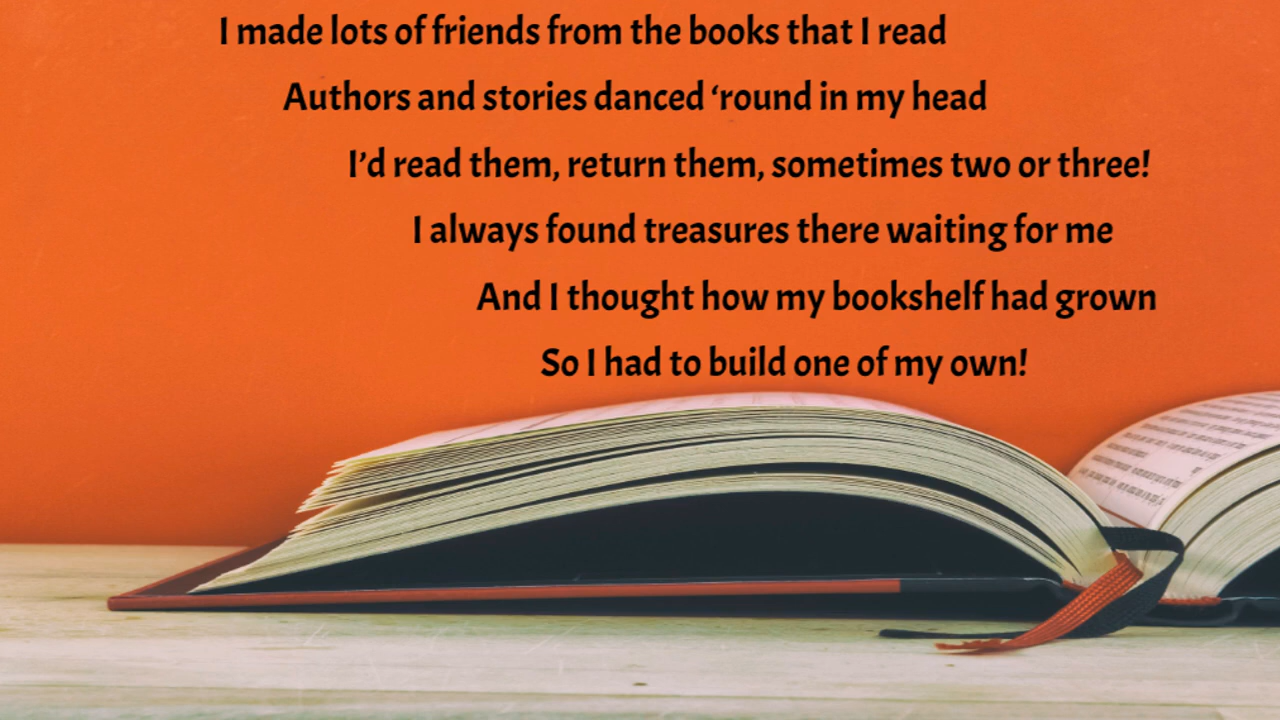 I made lots of friends from the books that I read
Authors and stories danced ‘round in my head
I’d read them, return them, sometimes two or three!
I always found treasures there waiting for me
And I thought how my bookshelf had grown
So I had to build one of my own!